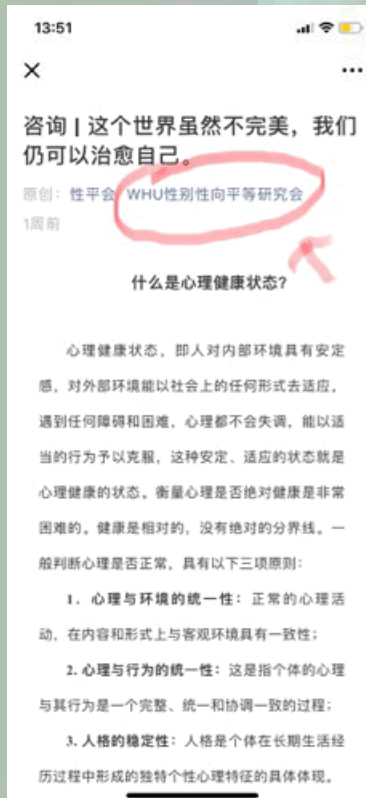 13:51
咨询 | 这个世界虽然不完美，我们
仍可以治愈自己。
原创： 性平会 WHU性别性向平等研究会
1周前
什么是心理健康状态?
心理健康状态，即人对内部环境具有安定
感，对外部环境能以社会上的任何形式去适应，
遇到任何障碍和困难，心理都不会失调，能以适
当的行为予以克服，这种安定、适应的状态就是
心理健康的状态。衡量心理是否绝对健康是非常
困难的。健康是相对的，没有绝对的分界线。一
般判断心理是否正常，具有以下三项原则：
1．心理与环境的统一性：正常的心理活
动，在内容和形式上与客观环境具有一致性；
2. 心理与行为的统一性：这是指个体的心理
与其行为是一个完整、统一和协调一致的过程；
3. 人格的稳定性：人格是个体在长期生活经
历过程中形成的独特个性心理特征的具体体现。